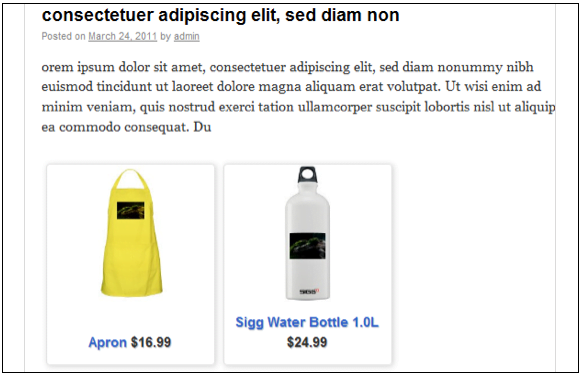 consectetuer adipiscing elit, sed diam non
Posted on March 24, 2011 by admin
orem ipsum dolor sit amet, consectetuer adipiscing elit, sed diam nonummy nibh
euismod tincidunt ut laoreet dolore magna aliquam erat volutpat. Ut wisi enim ad
minim veniam, quis nostrud exerci tation ullamcorper suscipit lobortis nisl ut aliquip
ea commodo consequat. Du
SIGG
Apron $16.99
Sigg Water Bottle 1.0L
$24.99